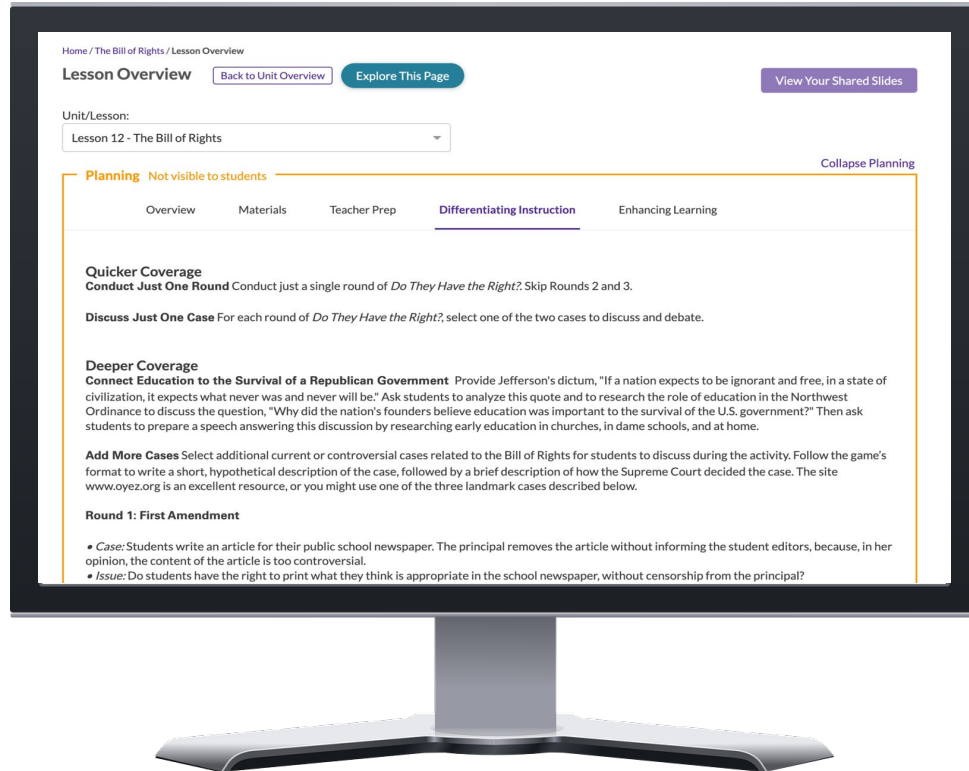 Home / The Bill of Rights / Lesson Overview
Lesson Overview
Back to Unit Overview
Explore This Page
View Your Shared Slides
Unit/Lesson:
Lesson 12 - The Bill of Rights
Collapse Planning
Planning Not visible to students
Overview Materials Teacher Prep Differentiating Instruction Enhancing Learning
Quicker Coverage
Conduct Just One Round Conduct just a single round of Do They Have the Right?. Skip Rounds 2 and 3.
Discuss Just One Case For each round of Do They Have the Right?, select one of the two cases to discuss and debate.
Deeper Coverage
Connect Education to the Survival of a Republican Government Provide Jefferson's dictum, "If a nation expects to be ignorant and free, in a state of
civilization, it expects what never was and never will be." Ask students to analyze this quote and to research the role of education in the Northwest
Ordinance to discuss the question, "Why did the nation's founders believe education was important to the survival of the U.S. government?" Then ask
students to prepare a speech answering this discussion by researching early education in churches, in dame schools, and at home.
Add More Cases Select additional current or controversial cases related to the Bill of Rights for students to discuss during the activity. Follow the game's
format to write a short, hypothetical description of the case, followed by a brief description of how the Supreme Court decided the case. The site
www.oyez.org is an excellent resource, or you might use one of the three landmark cases described below.
Round 1: First Amendment
• Case: Students write an article for their public school newspaper. The principal removes the article without informing the student editors, because, in her
opinion, the content of the article is too controversial.
• Issue: Do students have the right to print what they think is appropriate in the school newspaper, without censorship from the principal?